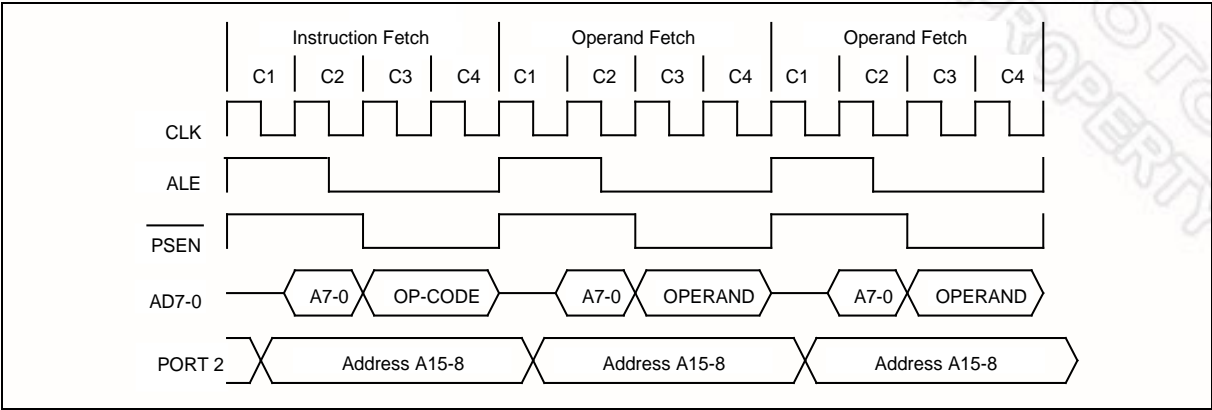 Instruction Fetch Operand Fetch Operand Fetch
C1 C2 C3 C4 C1 C2 C3 C4 C1 C2 C3 C4
CLK
ALE
PSEN
AD7-0 A7-0 OP-CODE A7-0 OPERAND A7-0 OPERAND
PORT 2 Address A15-8 Address A15-8 Address A15-8
PROPERTY